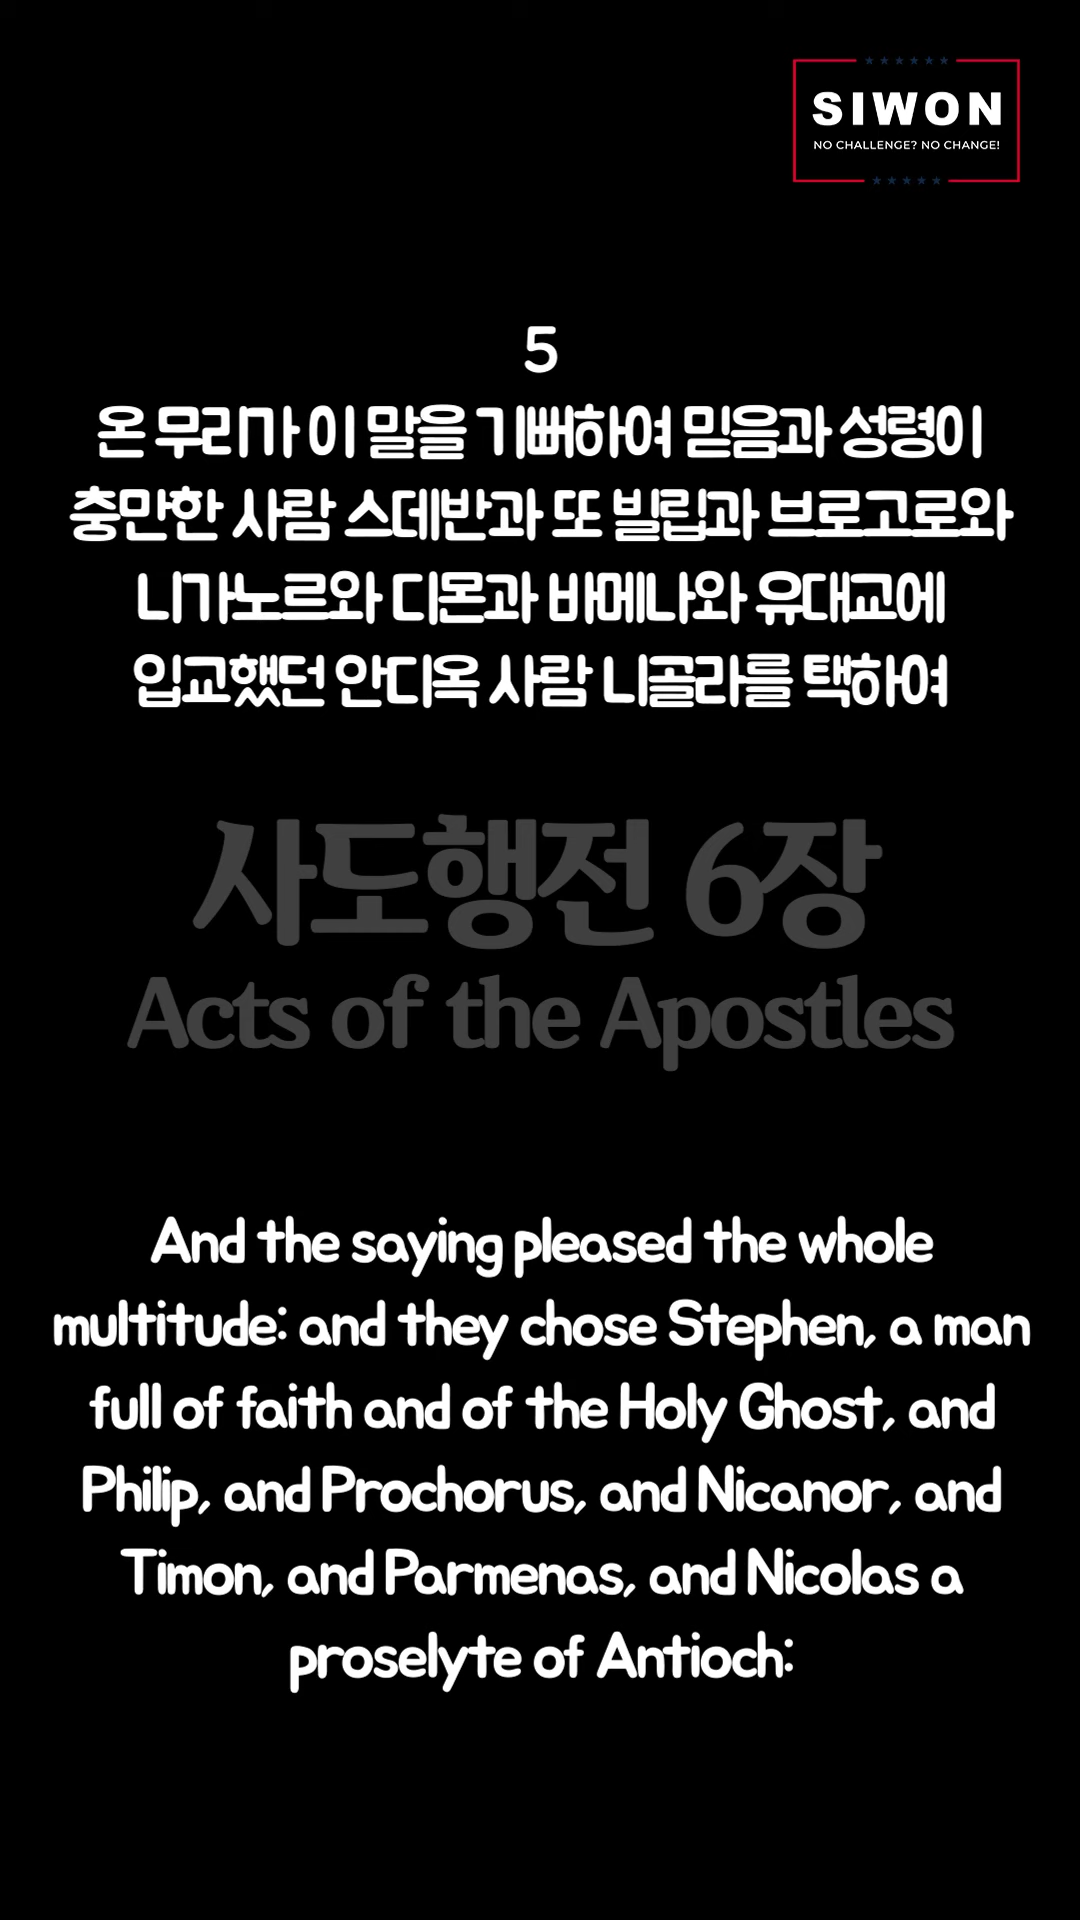 SIWON
NO CHALLENGE? NO CHANGE!
5
온 무리가 이 말을 기뻐하여 믿음과 성령이
충만한 사람 스데반과 또 빌립과 브로고로와
니가노르와 디몬과 바메나와 유대교에
입교했던 안디옥 사람 니골라를 택하여
사도행전 6장
Acts of the Apostles
And the saying pleased the whole
multitude: and they chose Stephen, a man
full of faith and of the Holy Ghost, and
Philip, and Prochorus, and Nicanor, and
Timon, and Parmenas, and Nicolas a
proselyte of Antioch: